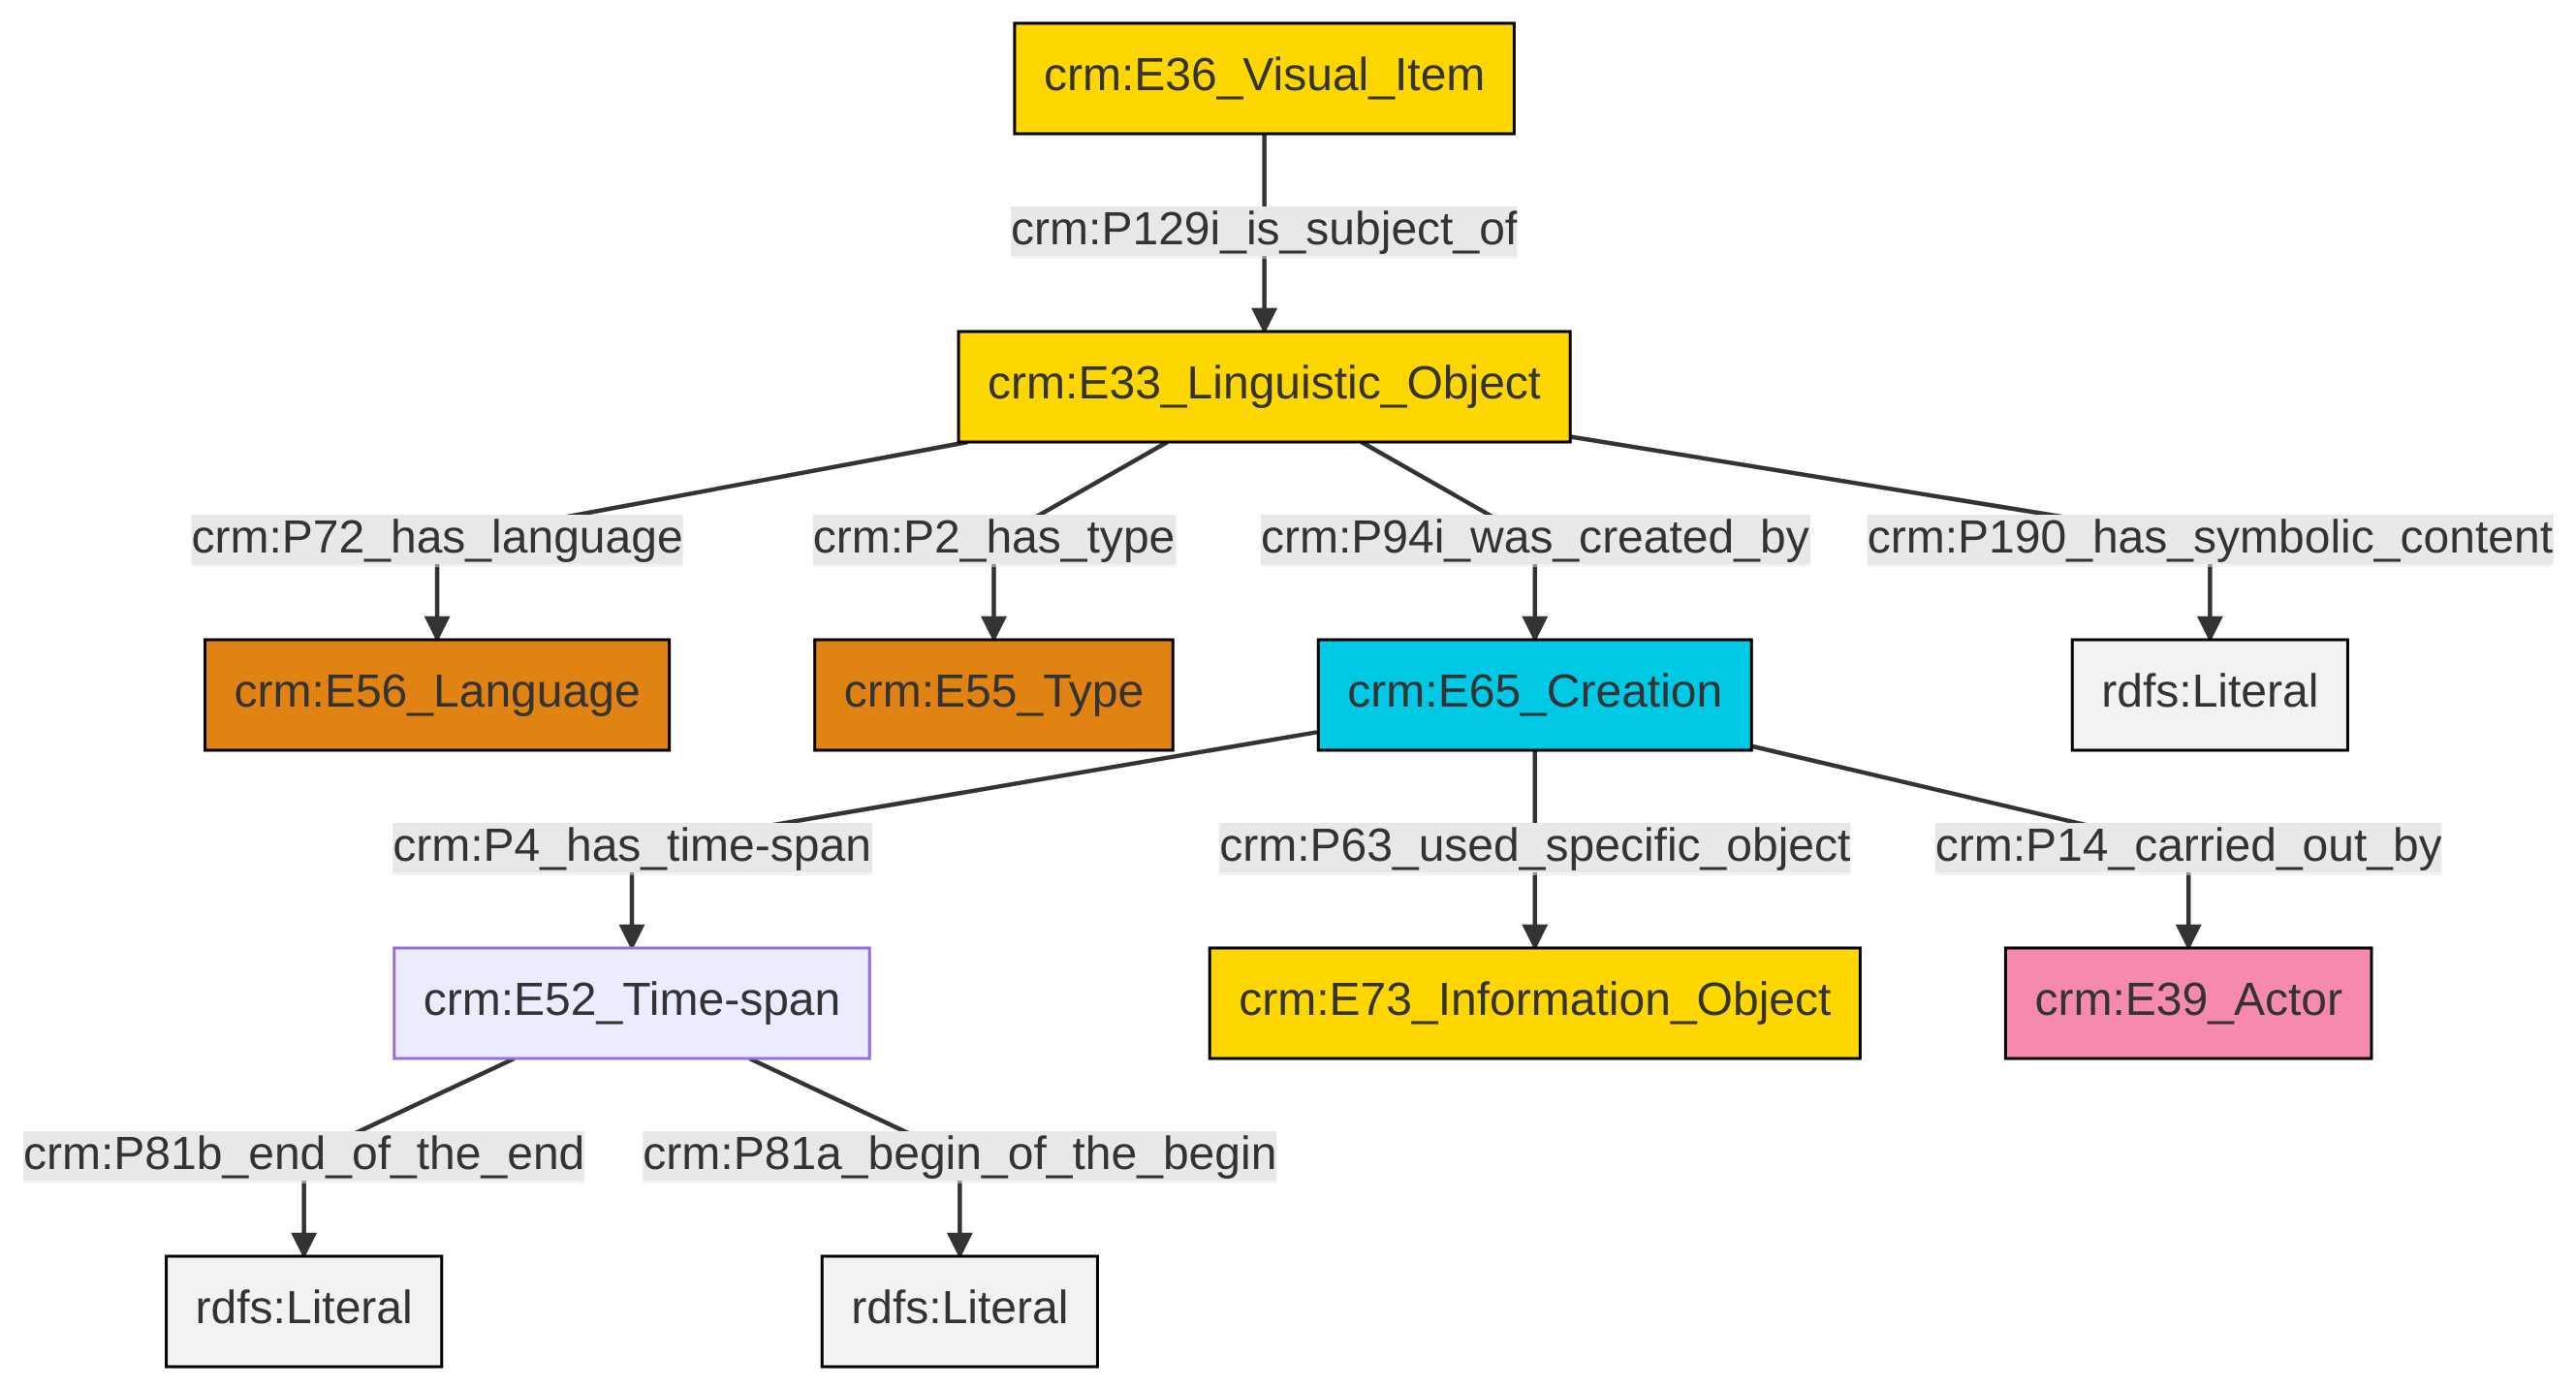 crm:E36_Visual_Item
crm:P129i_is_subject_of
crm:E33_Linguistic_Object
crm:P72_has_language
crm:P2_has_type
crm:P94i_was_created_by
crm:P190_has_symbolic_content
crm:E56_Language
crm:E55_Type
crm:E65_Creation
rdfs:Literal
crm:P4_has_time-span
crm:P63_used_specific_object
crm:P14_carried_out_by
crm:E52_Time-span
crm:E73_Information_Object
crm:E39_Actor
crm:P81b_end_of_the_end
crm:P81a_begin_of_the_begin
rdfs:Literal
rdfs:Literal